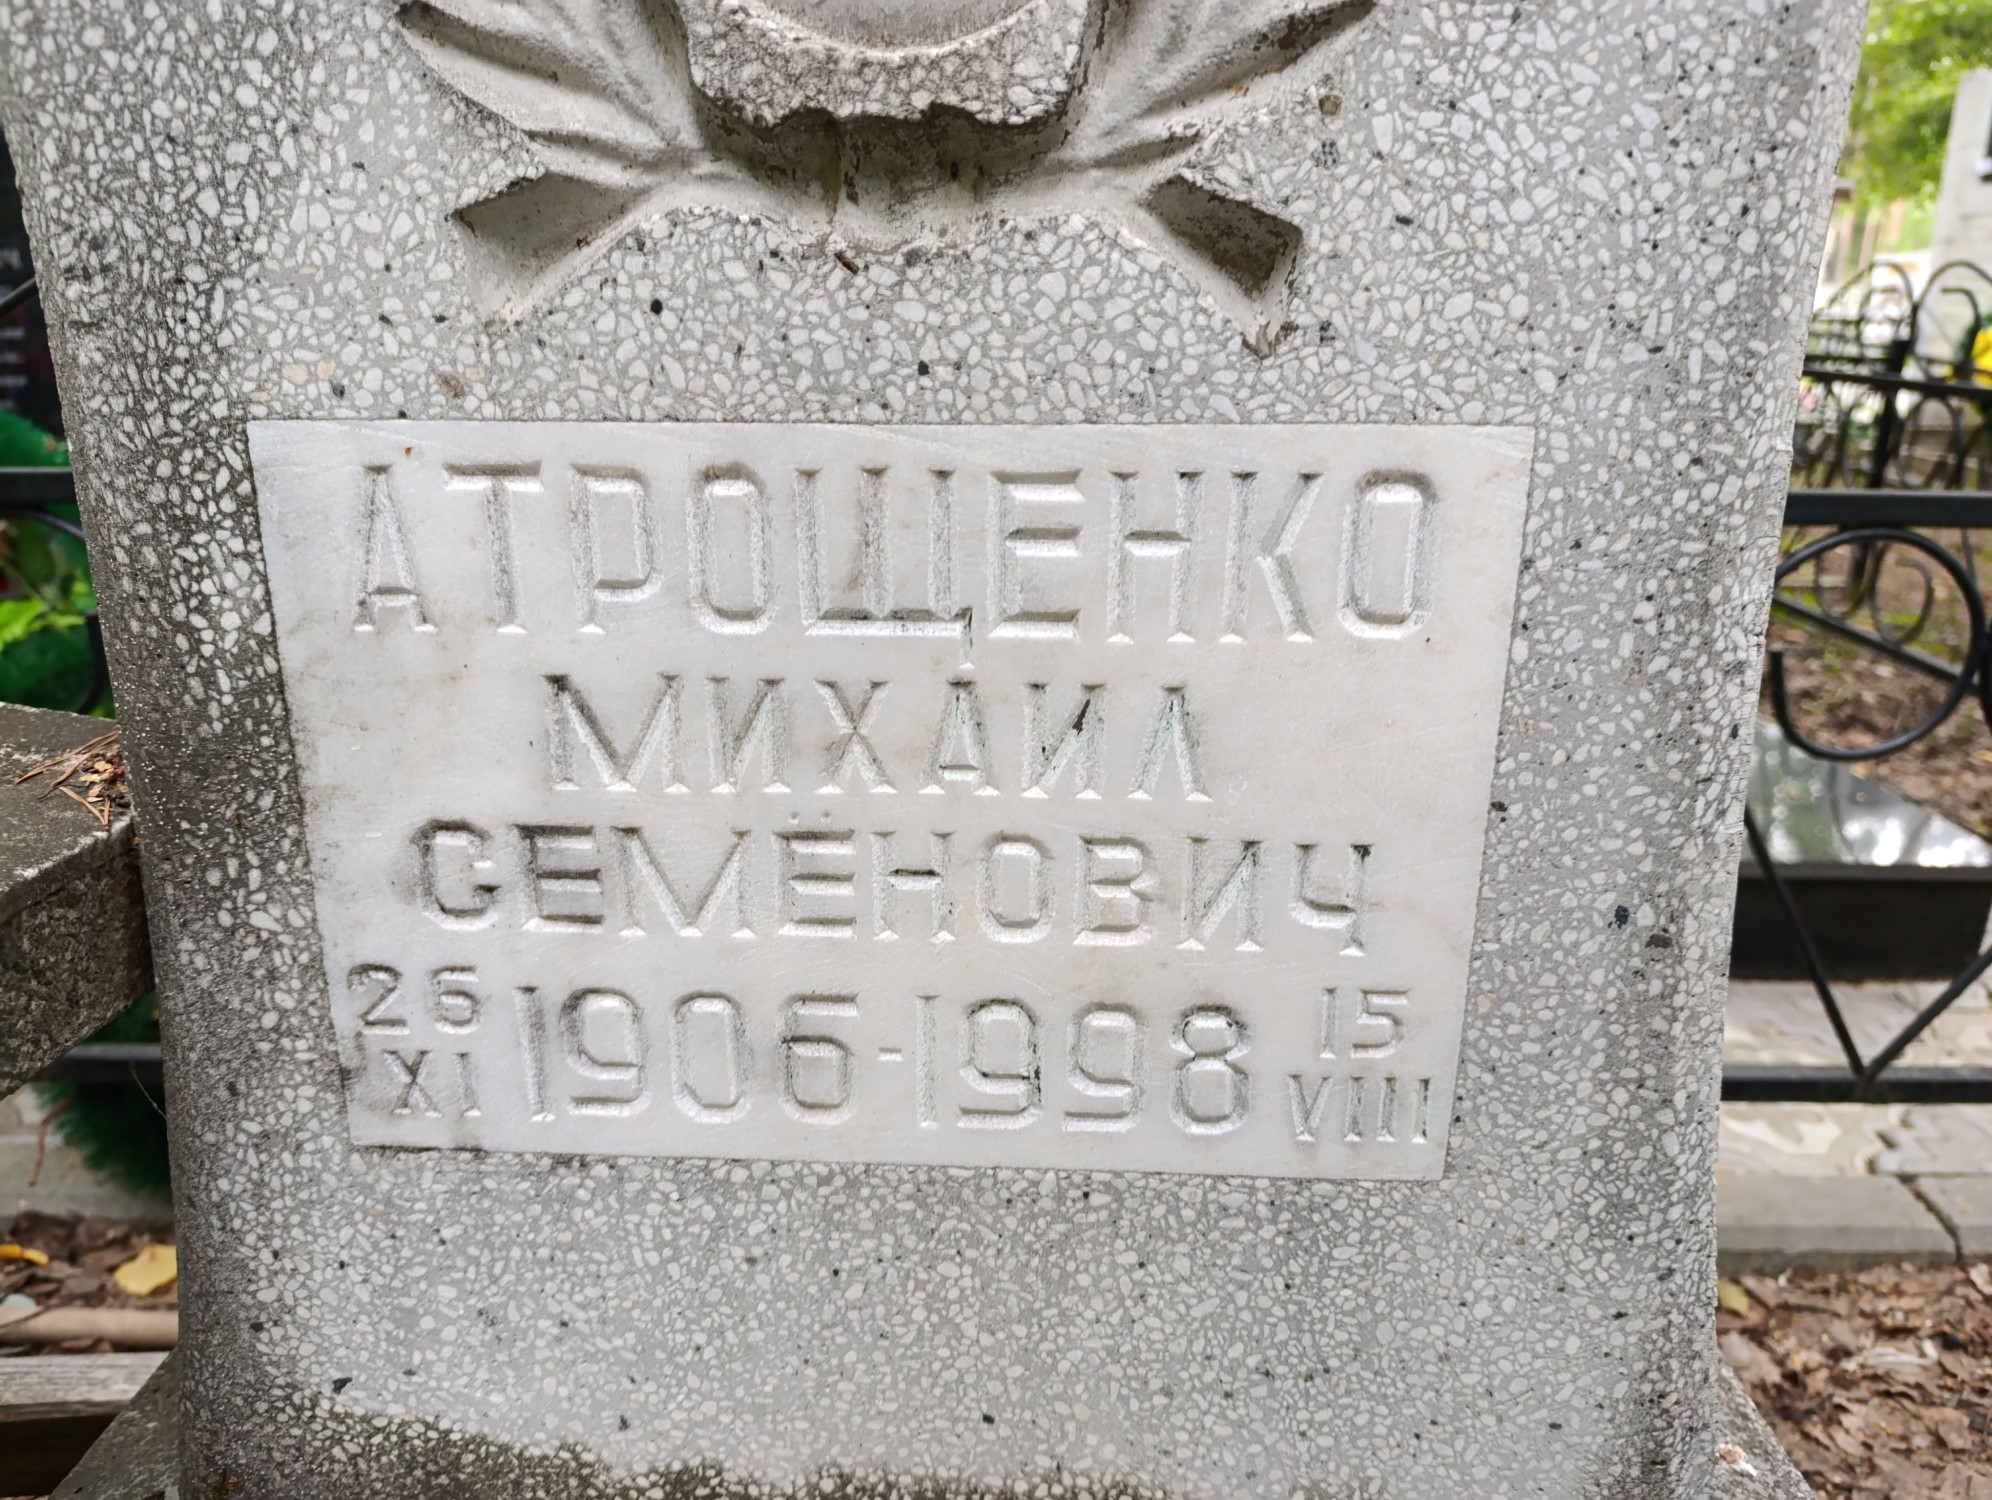 АТРОЩЕНКО
МИХАИЛ
СЕМЁНОВИЧ
26 XI 1906-1998 15 VIII